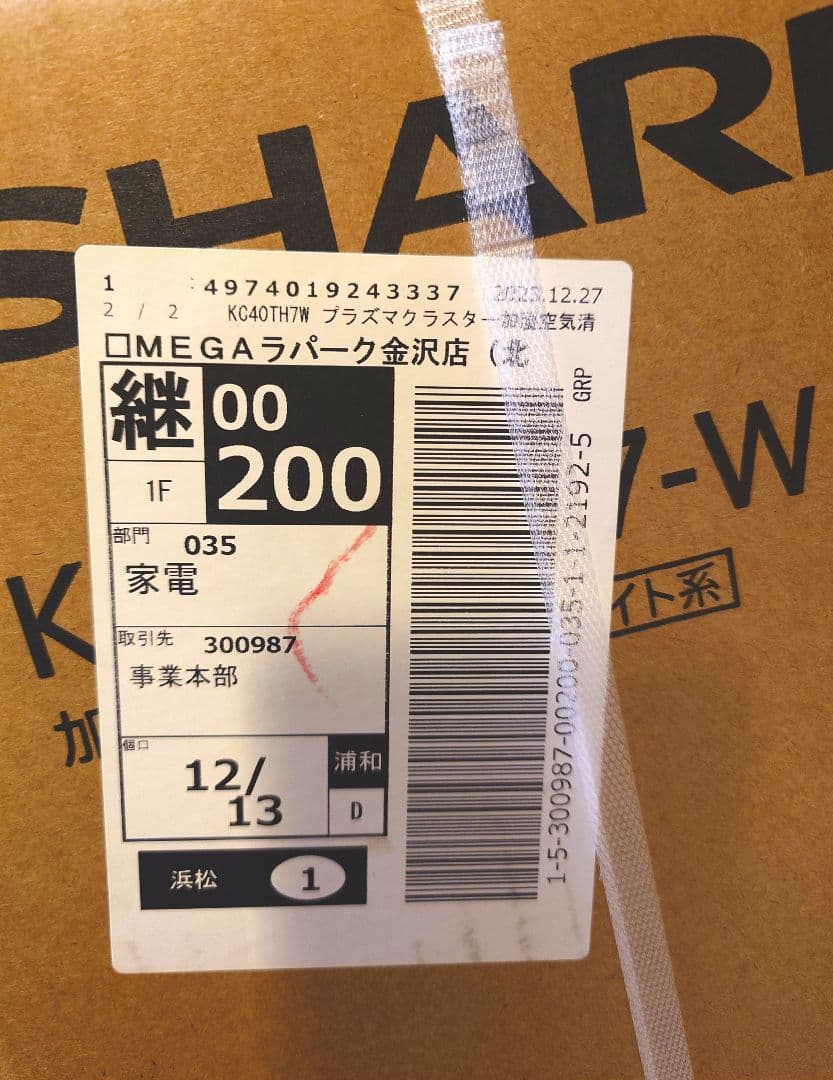 SHARP
1 : 4974019243337 2025.12.27
2 / 2 KC40TH7W プラズマクラスター加湿空気清
□MEGAラパーク金沢店（北
継 00
200
1F
部門 035
家電
取引先 300987
事業本部
個口
12/
13
浦和
D
浜松 1
1-5-300987-00200-035-1-1-2192-5 GRP
K
7-W
イト系
加